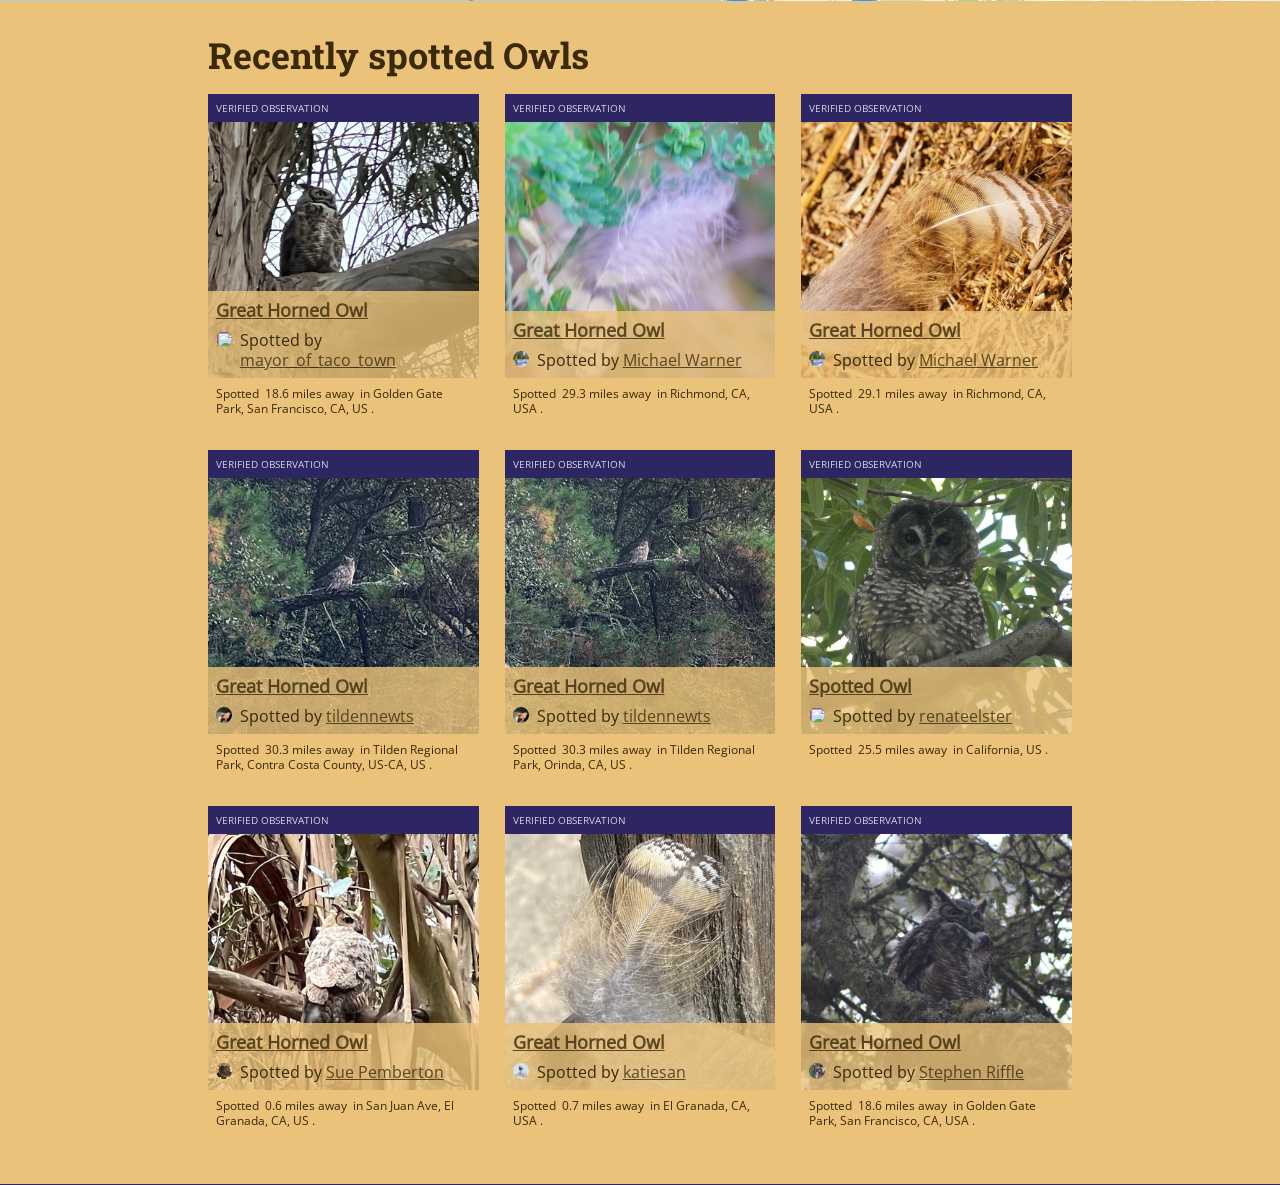 Recently spotted Owls
VERIFIED OBSERVATION
Great Horned Owl
Spotted by
mayor_of_taco_town
Spotted 18.6 miles away in Golden Gate
Park, San Francisco, CA, US .
VERIFIED OBSERVATION
Great Horned Owl
Spotted by Michael Warner
Spotted 29.3 miles away in Richmond, CA,
USA .
VERIFIED OBSERVATION
Great Horned Owl
Spotted by Michael Warner
Spotted 29.1 miles away in Richmond, CA,
USA .
VERIFIED OBSERVATION
Great Horned Owl
Spotted by tildennewts
Spotted 30.3 miles away in Tilden Regional
Park, Contra Costa County, US-CA, US .
VERIFIED OBSERVATION
Great Horned Owl
Spotted by tildennewts
Spotted 30.3 miles away in Tilden Regional
Park, Orinda, CA, US .
VERIFIED OBSERVATION
Spotted Owl
Spotted by renateelster
Spotted 25.5 miles away in California, US .
VERIFIED OBSERVATION
Great Horned Owl
Spotted by Sue Pemberton
Spotted 0.6 miles away in San Juan Ave, El
Granada, CA, US .
VERIFIED OBSERVATION
Great Horned Owl
Spotted by katiesan
Spotted 0.7 miles away in El Granada, CA,
USA .
VERIFIED OBSERVATION
Great Horned Owl
Spotted by Stephen Riffle
Spotted 18.6 miles away in Golden Gate
Park, San Francisco, CA, USA .